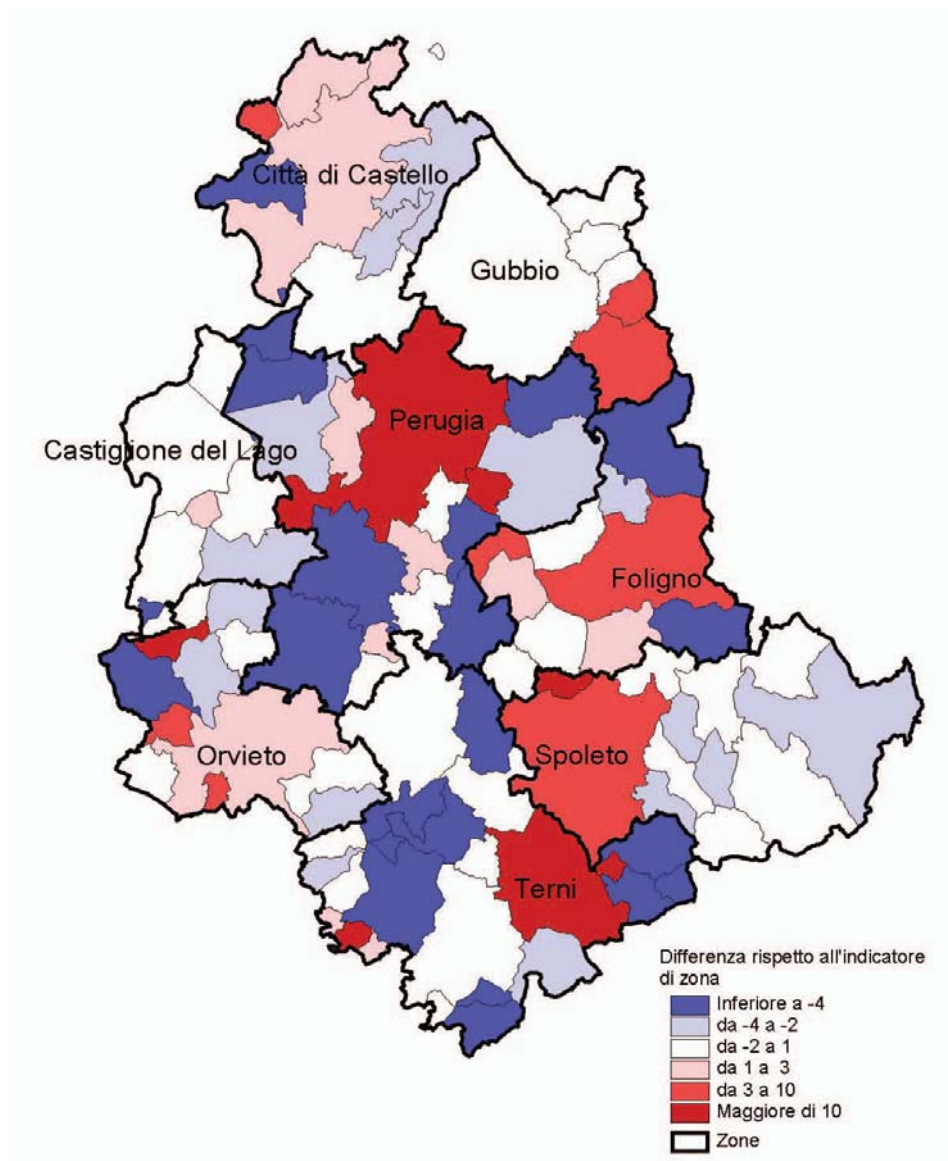 Città di Castello
Gubbio
Perugia
Castiglione del Lago
Foligno
Orvieto
Spoleto
Terni
Differenza rispetto all'indicatore
di zona
Inferiore a -4
da -4 a -2
da -2 a 1
da 1 a 3
da 3 a 10
Maggiore di 10
Zone